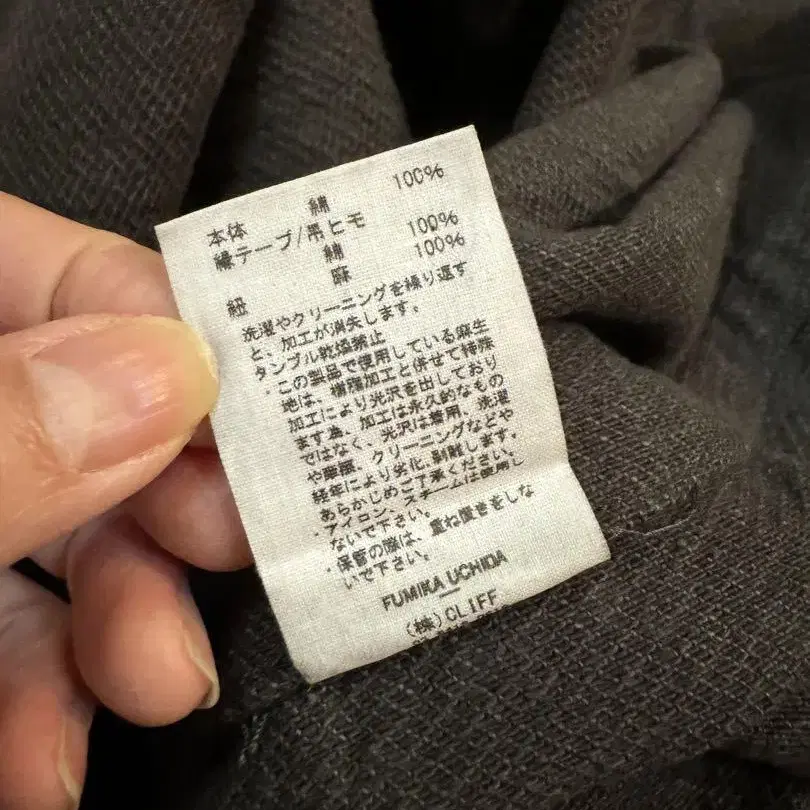 本体 綿 100%
縁テープ/吊ヒモ
綿 100%
紐 麻 100%
洗濯やクリーニングを繰り返す
と、加工が消失します。
タンブル乾燥禁止
・この製品で使用している麻生
地は、樹脂加工と併せて特殊
加工により光沢を出しており
ます為、加工は永久的なもの
ではなく、光沢は着用、洗濯
や摩擦、クリーニングなどや
経年により劣化、剥離します。
あらかじめご了承ください。
・アイロン、スチームは使用し
ないで下さい。
・保管の際は、重ね置きをしな
いで下さい。
FUMIKA_UCHIDA
(株)CLIFF